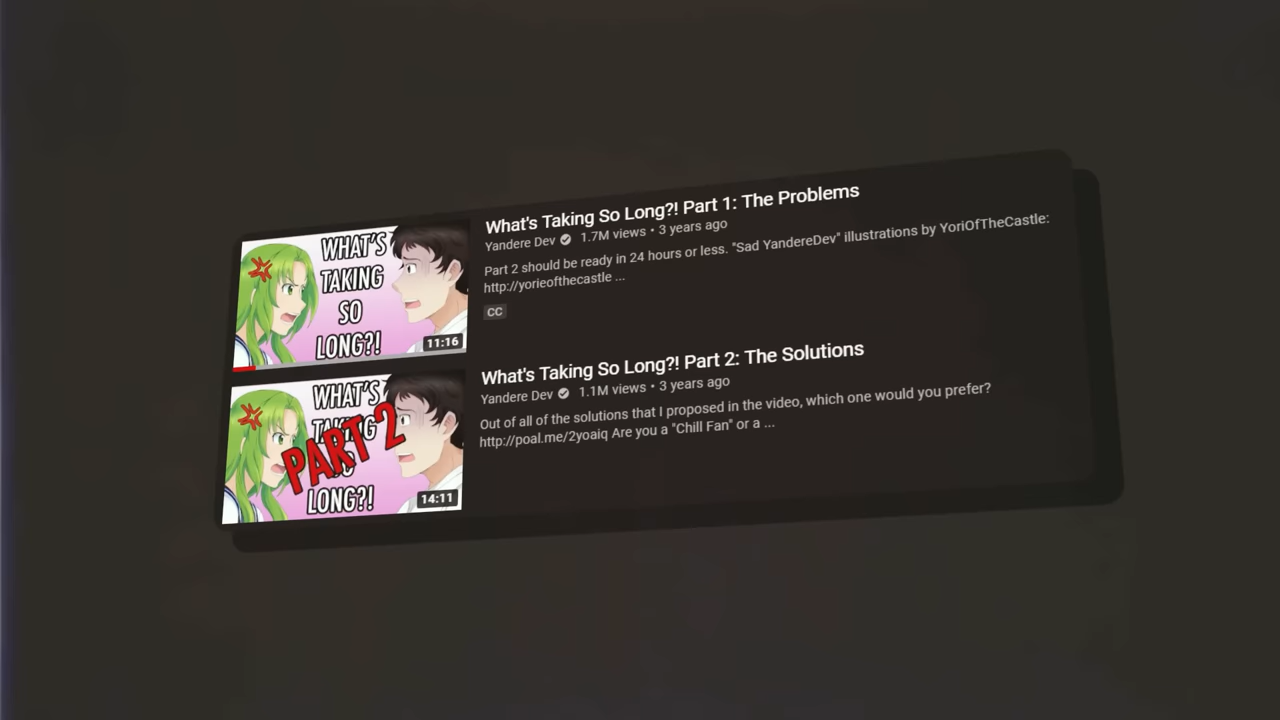 WHAT'S
TAKING
SO
LONG?!
11:16
What's Taking So Long?! Part 1: The Problems
Yandere Dev 1.7M views • 3 years ago
Part 2 should be ready in 24 hours or less. "Sad YandereDev" illustrations by YoriOfTheCastle:
http://yorieofthecastle ...
CC
WHAT'S
TAKING
SO
LONG?!
PART 2
14:11
What's Taking So Long?! Part 2: The Solutions
Yandere Dev 1.1M views • 3 years ago
Out of all of the solutions that I proposed in the video, which one would you prefer?
http://poal.me/2yoaiq Are you a "Chill Fan" or a ...